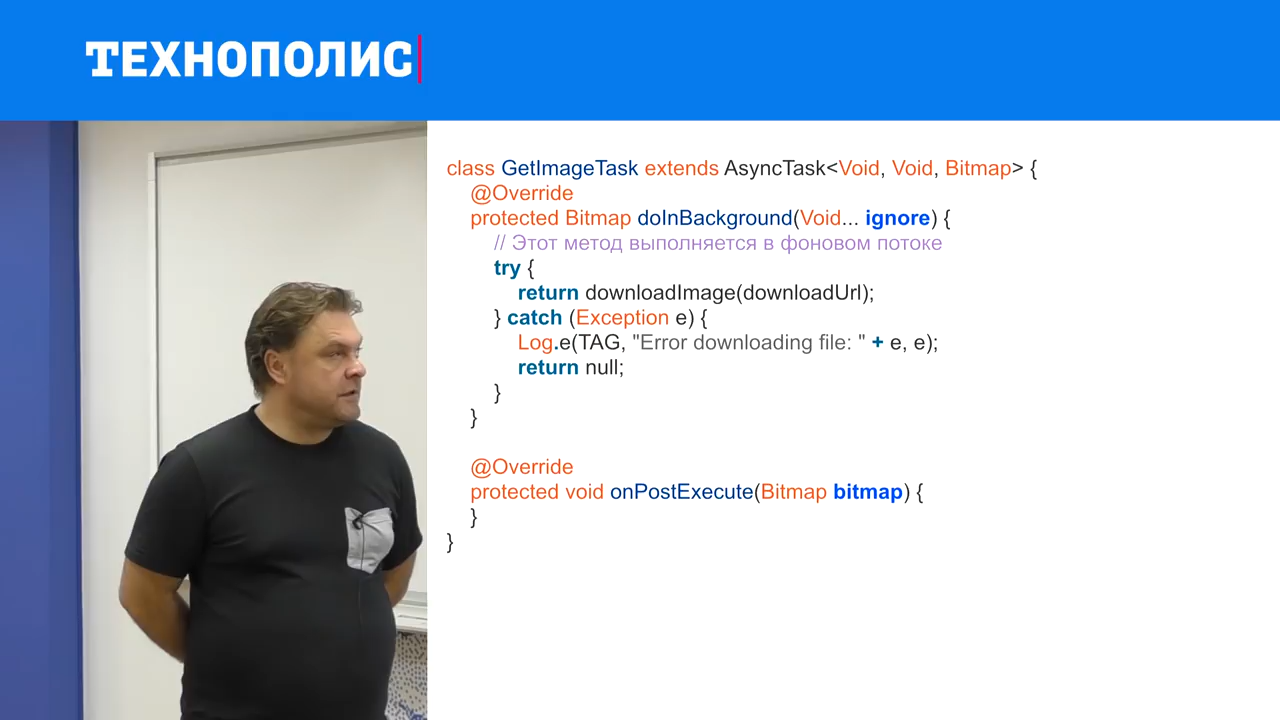 ТЕХНОПОЛИС
class GetImageTask extends AsyncTask<Void, Void, Bitmap> {
@Override
protected Bitmap doInBackground(Void... ignore) {
// Этот метод выполняется в фоновом потоке
try {
return downloadImage(downloadUrl);
} catch (Exception e) {
Log.e(TAG, "Error downloading file: " + e, e);
return null;
}
}
@Override
protected void onPostExecute(Bitmap bitmap) {
}
}